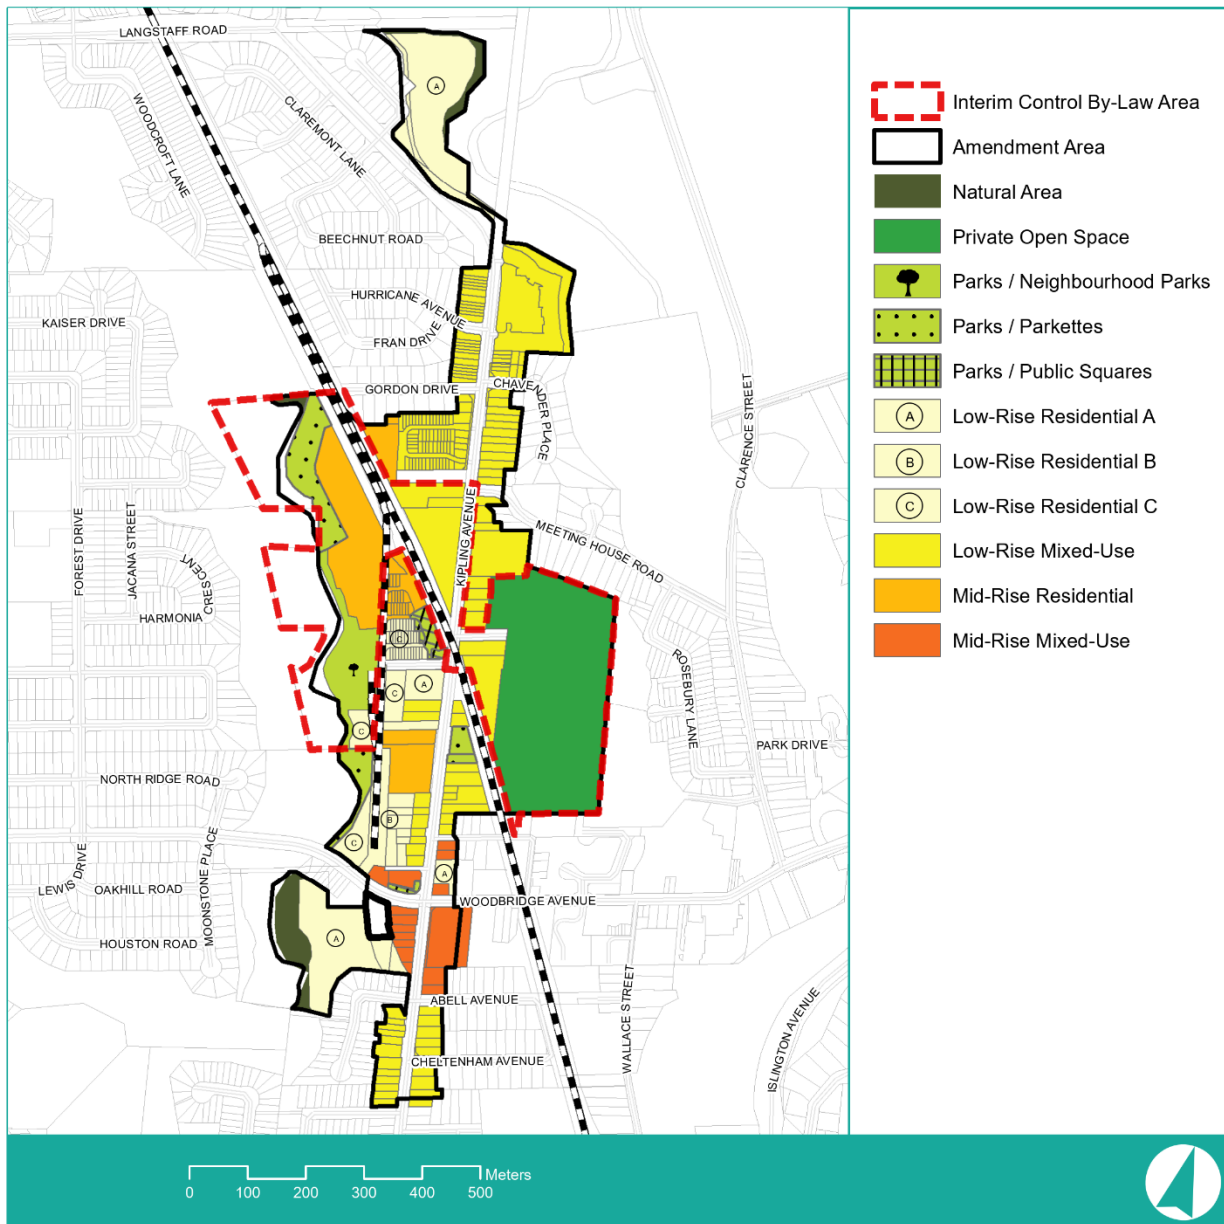 LANGSTAFF ROAD
WOODCROFT LANE
CLAREMONT LANE
BEECHNUT ROAD
HURRICANE AVENUE
KAISER DRIVE
FRAN DRIVE
GORDON DRIVE
CHAVENDER PLACE
CLARENCE STREET
KIPLING AVENUE
MEETING HOUSE ROAD
FOREST DRIVE
JACANA STREET
HARMONIA CRESCENT
ROSEBURY LANE
PARK DRIVE
NORTH RIDGE ROAD
MOONSTONE PLACE
LEWIS DRIVE
OAKHILL ROAD
WOODBRIDGE AVENUE
HOUSTON ROAD
ABELL AVENUE
WALLACE STREET
CHELTENHAM AVENUE
ISLINGTON AVENUE
A
C
A
C
C
B
C
A
A
Interim Control By-Law Area
Amendment Area
Natural Area
Private Open Space
Parks / Neighbourhood Parks
Parks / Parkettes
Parks / Public Squares
A Low-Rise Residential A
B Low-Rise Residential B
C Low-Rise Residential C
Low-Rise Mixed-Use
Mid-Rise Residential
Mid-Rise Mixed-Use
Meters
0 100 200 300 400 500